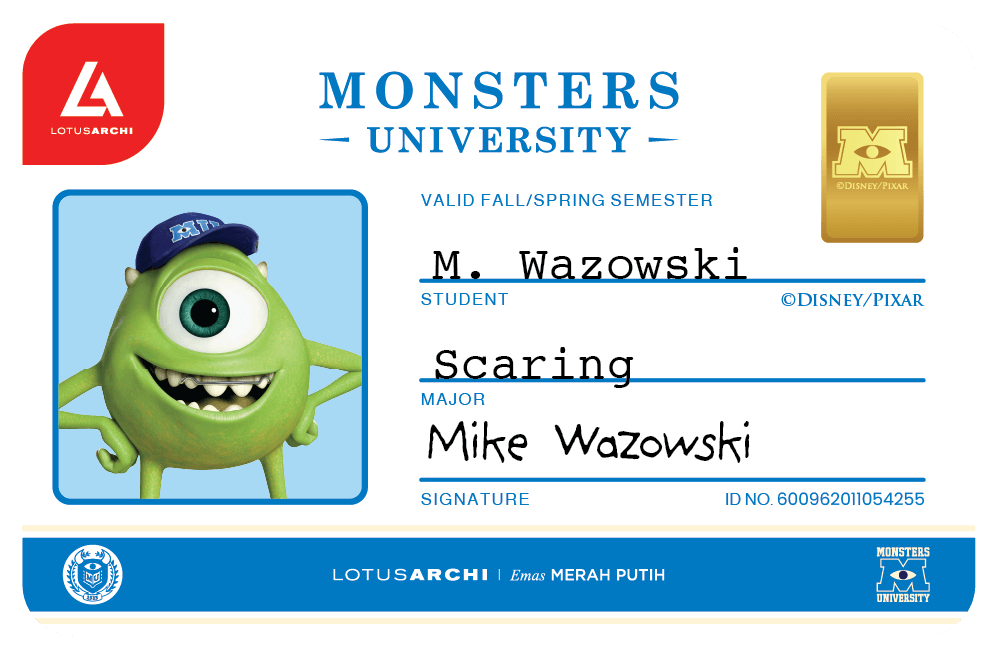 LOTUSARCHI
MONSTERS
UNIVERSITY
©DISNEY/PIXAR
VALID FALL/SPRING SEMESTER
M. Wazowski
STUDENT
©DISNEY/PIXAR
Scaring
MAJOR
Mike Wazowski
SIGNATURE
ID NO. 600962011054255
LOTUSARCHI | Emas MERAH PUTIH
MONSTERS
UNIVERSITY